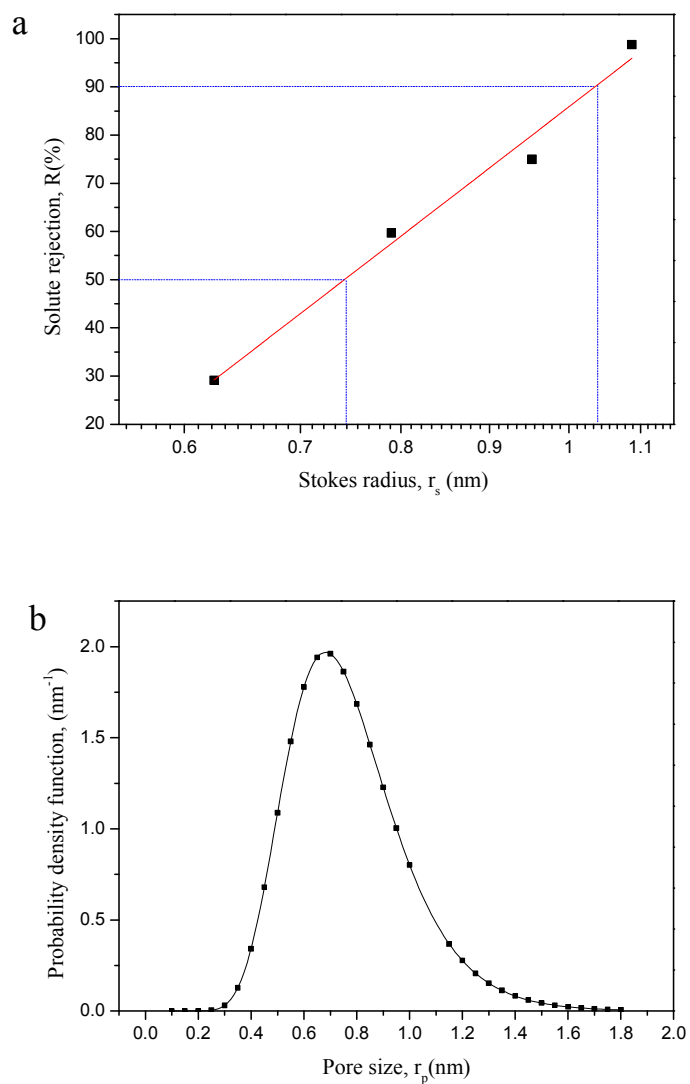 a
Solute rejection, R(%)
100
90
80
70
60
50
40
30
20
0.6 0.7 0.8 0.9 1 1.1
Stokes radius, r_s (nm)
b
Probability density function, (nm⁻¹)
2.0
1.5
1.0
0.5
0.0
0.0 0.2 0.4 0.6 0.8 1.0 1.2 1.4 1.6 1.8 2.0
Pore size, r_p(nm)